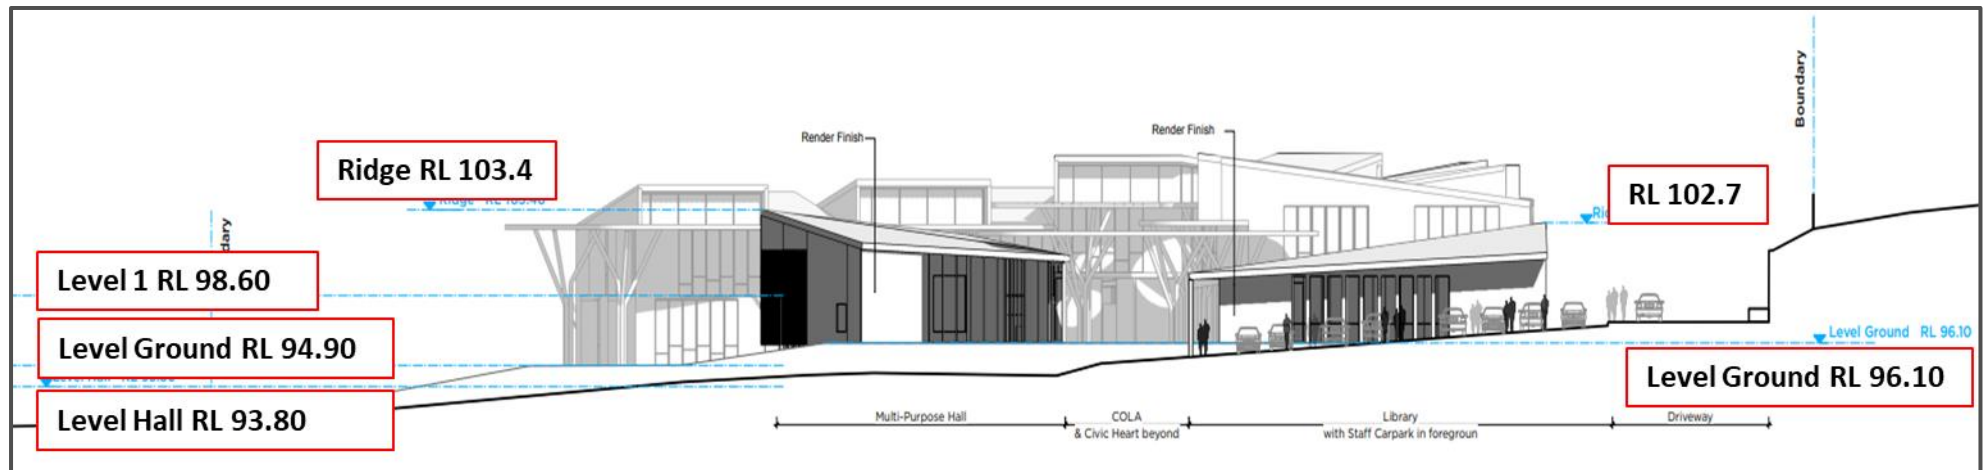 Boundary
Render Finish
Render Finish
Ridge RL 103.4
RL 102.7
dary
Level 1 RL 98.60
Level Ground RL 94.90
Level Ground RL 96.10
Level Ground RL 96.10
Level Hall RL 93.80
Multi-Purpose Hall
COLA
& Civic Heart beyond
Library
with Staff Carpark in foregroun
Driveway